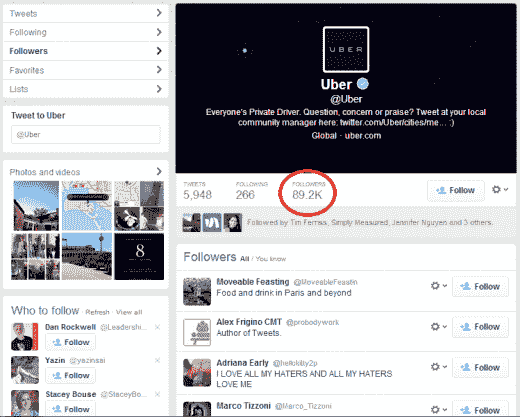 Tweets
Following
Followers
Favorites
Lists
Tweet to Uber
@Uber
Photos and videos
8
Who to follow · Refresh · View all
Dan Rockwell @Leadershi...
Follow
Yazin @yazinsai
Follow
Stacey Bouse @StaceyBo...
Follow
UBER
Uber
@Uber
Everyone's Private Driver. Question, concern or praise? Tweet at your local
community manager here: twitter.com/Uber/cities/me... :)
Global · uber.com
TWEETS
5,948
FOLLOWING
266
FOLLOWERS
89.2K
Follow
Followed by Tim Ferriss, Simply Measured, Jennifer Nguyen and 3 others.
Followers All / You know
Moveable Feasting @MoveableFeastin
Food and drink in Paris and beyond
Follow
Alex Frigino CMT @probodywork
Author of Tweets.
Follow
Adriana Early @hellokitty2p
I LOVE ALL MY HATERS AND ALL MY HATERS
LOVE ME
Follow
Marco Tizzoni @Marco_Tizzoni
Follow